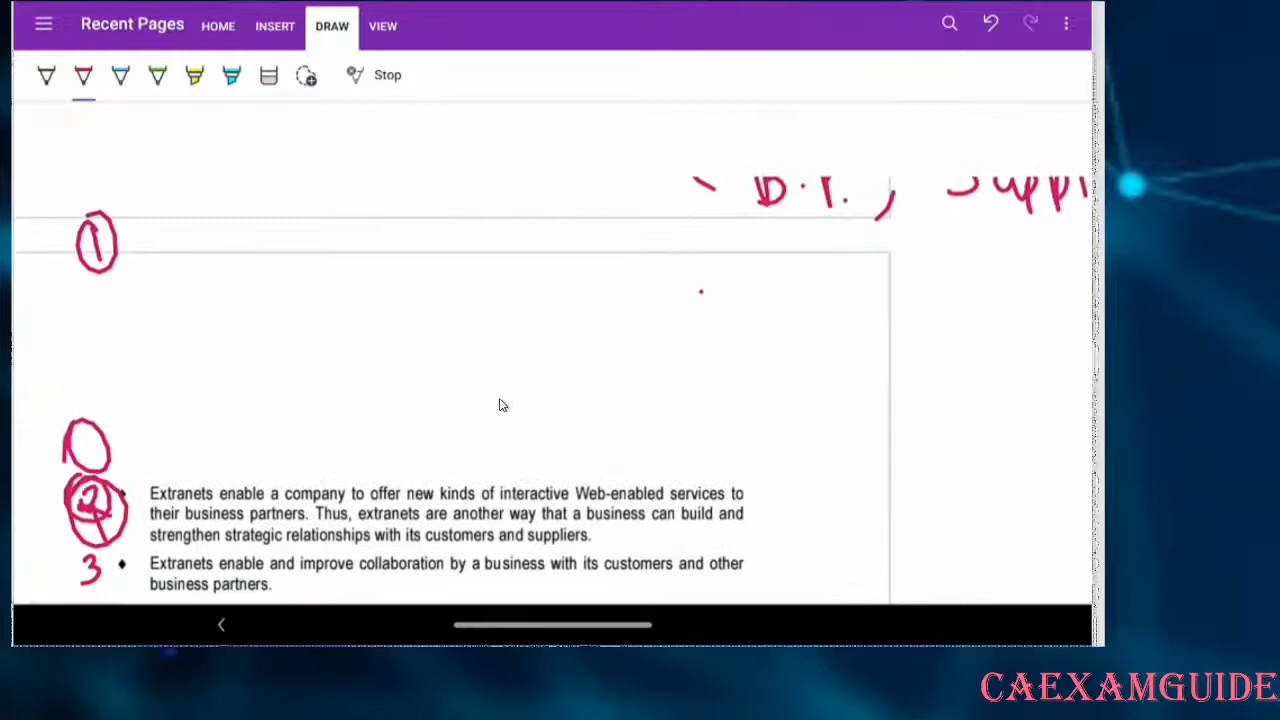 Recent Pages HOME INSERT DRAW VIEW
Stop
B.P., Suppl
1
2
Extranets enable a company to offer new kinds of interactive Web-enabled services to
their business partners. Thus, extranets are another way that a business can build and
strengthen strategic relationships with its customers and suppliers.
3 ♦ Extranets enable and improve collaboration by a business with its customers and other
business partners.
CAEXAMGUIDE